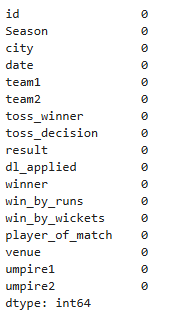 id 0
Season 0
city 0
date 0
team1 0
team2 0
toss_winner 0
toss_decision 0
result 0
dl_applied 0
winner 0
win_by_runs 0
win_by_wickets 0
player_of_match 0
venue 0
umpire1 0
umpire2 0
dtype: int64